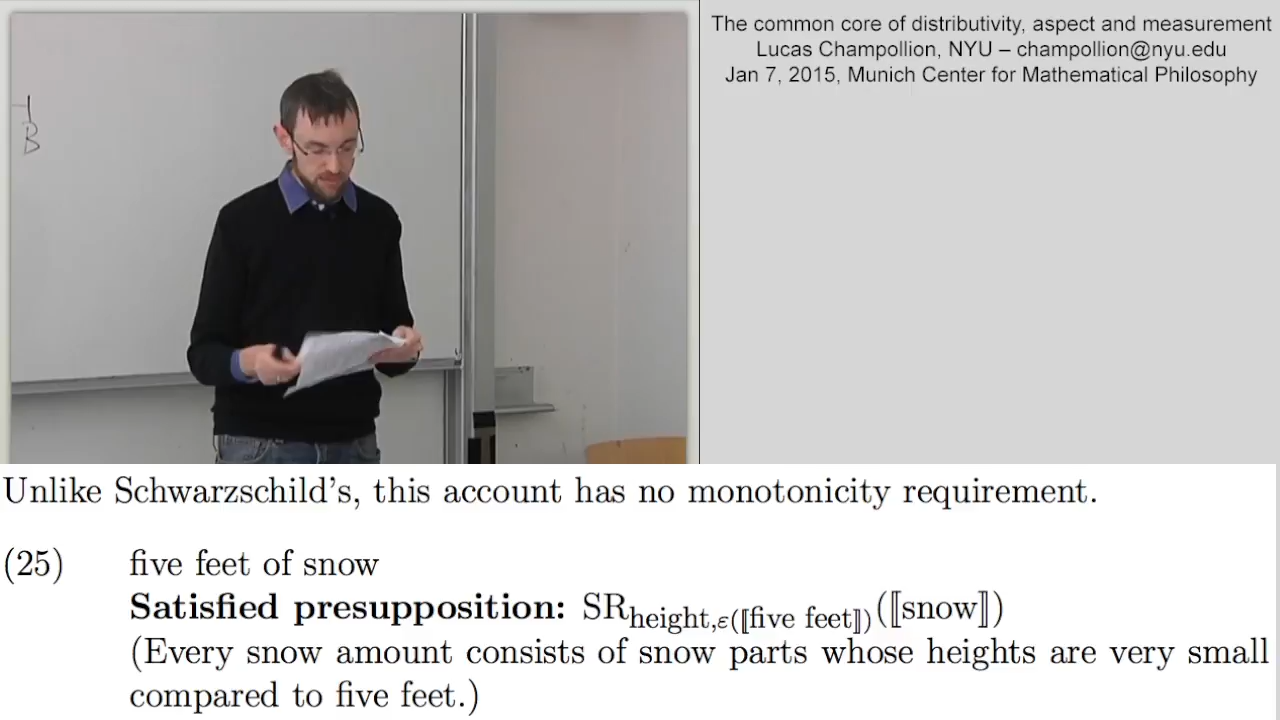 The common core of distributivity, aspect and measurement
Lucas Champollion, NYU – champollion@nyu.edu
Jan 7, 2015, Munich Center for Mathematical Philosophy
B
Unlike Schwarzschild's, this account has no monotonicity requirement.
(25) five feet of snow
Satisfied presupposition: SR_height,ε(⟦five feet⟧)(⟦snow⟧)
(Every snow amount consists of snow parts whose heights are very small
compared to five feet.)